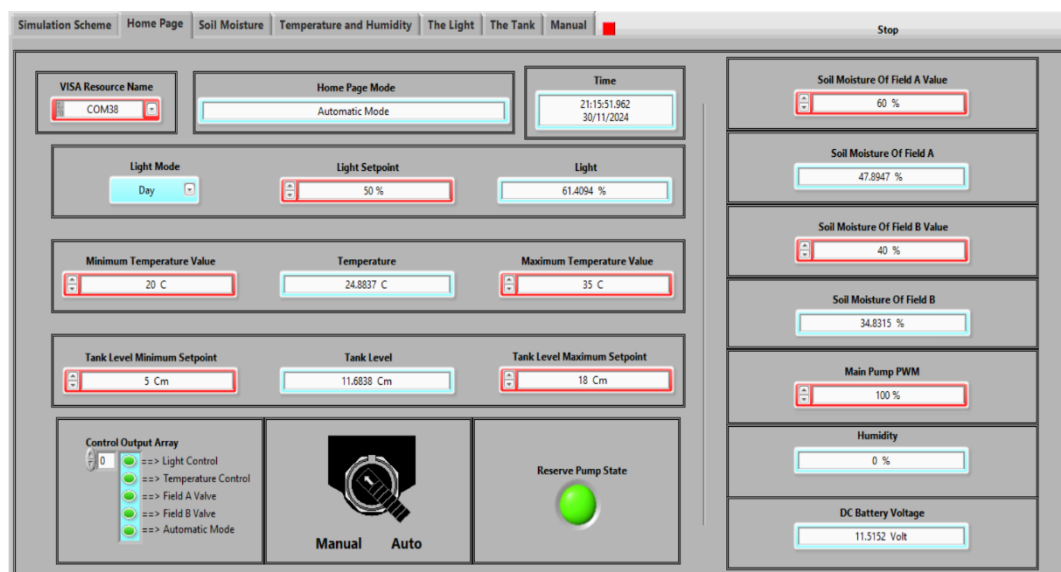 Simulation Scheme Home Page Soil Moisture Temperature and Humidity The Light The Tank Manual
Stop
VISA Resource Name
COM38
Home Page Mode
Automatic Mode
Time
21:15:51.962
30/11/2024
Light Mode
Day
Light Setpoint
50 %
Light
61.4094 %
Minimum Temperature Value
20 C
Temperature
24.8837 C
Maximum Temperature Value
35 C
Tank Level Minimum Setpoint
5 Cm
Tank Level
11.6838 Cm
Tank Level Maximum Setpoint
18 Cm
Control Output Array
0
==> Light Control
==> Temperature Control
==> Field A Valve
==> Field B Valve
==> Automatic Mode
Manual Auto
Reserve Pump State
Soil Moisture Of Field A Value
60 %
Soil Moisture Of Field A
47.8947 %
Soil Moisture Of Field B Value
40 %
Soil Moisture Of Field B
34.8315 %
Main Pump PWM
100 %
Humidity
0 %
DC Battery Voltage
11.5152 Volt